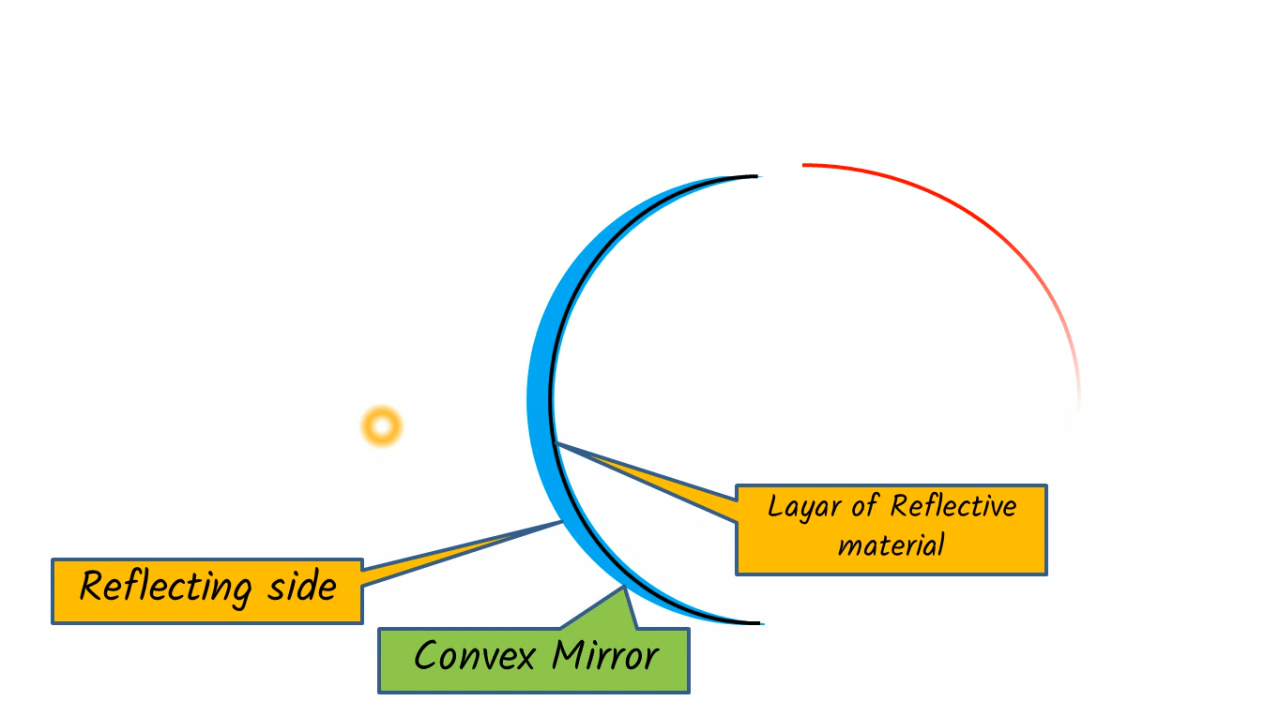 Layar of Reflective
material
Reflecting side
Convex Mirror